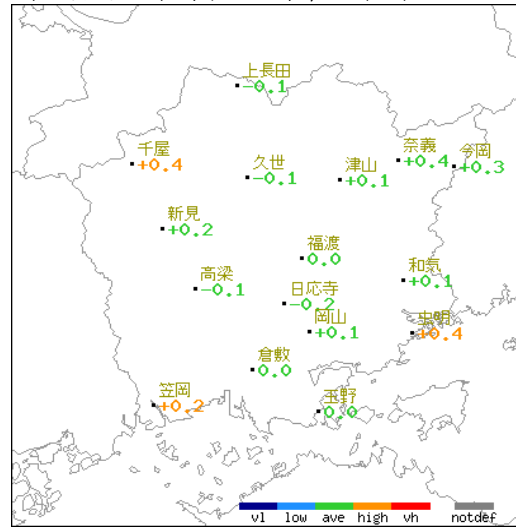 上長田
-0.1
千屋
+0.4
久世
-0.1
津山
+0.1
奈義
+0.4
今岡
+0.3
新見
+0.2
福渡
0.0
高梁
-0.1
日応寺
-0.2
和気
+0.1
岡山
+0.1
虫明
+0.4
倉敷
0.0
笠岡
+0.2
玉野
0.0
vl low ave high vh notdef